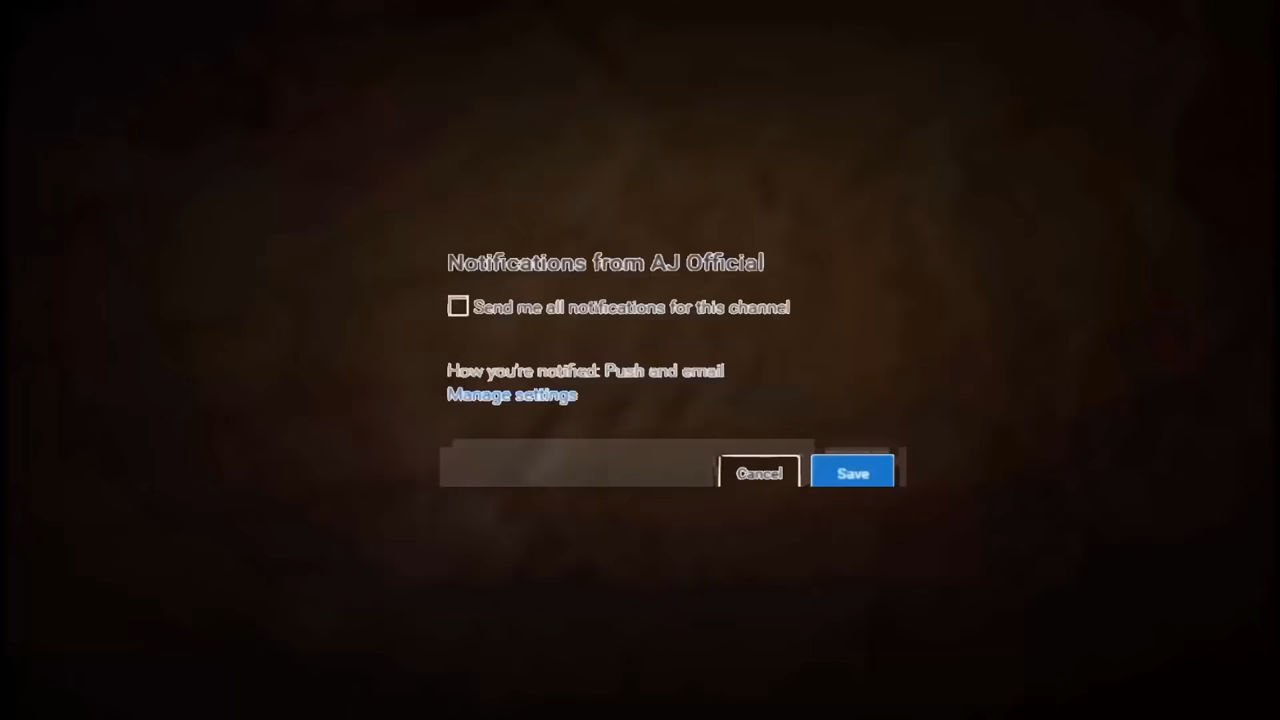 Notifications from AJ Official
Send me all notifications for this channel
How you're notified: Push and email
Manage settings
Cancel
Save